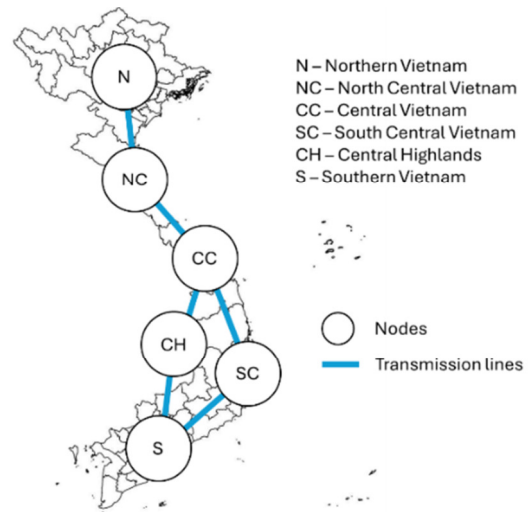 N
NC
CC
CH
SC
S
N – Northern Vietnam
NC – North Central Vietnam
CC – Central Vietnam
SC – South Central Vietnam
CH – Central Highlands
S – Southern Vietnam
Nodes
Transmission lines